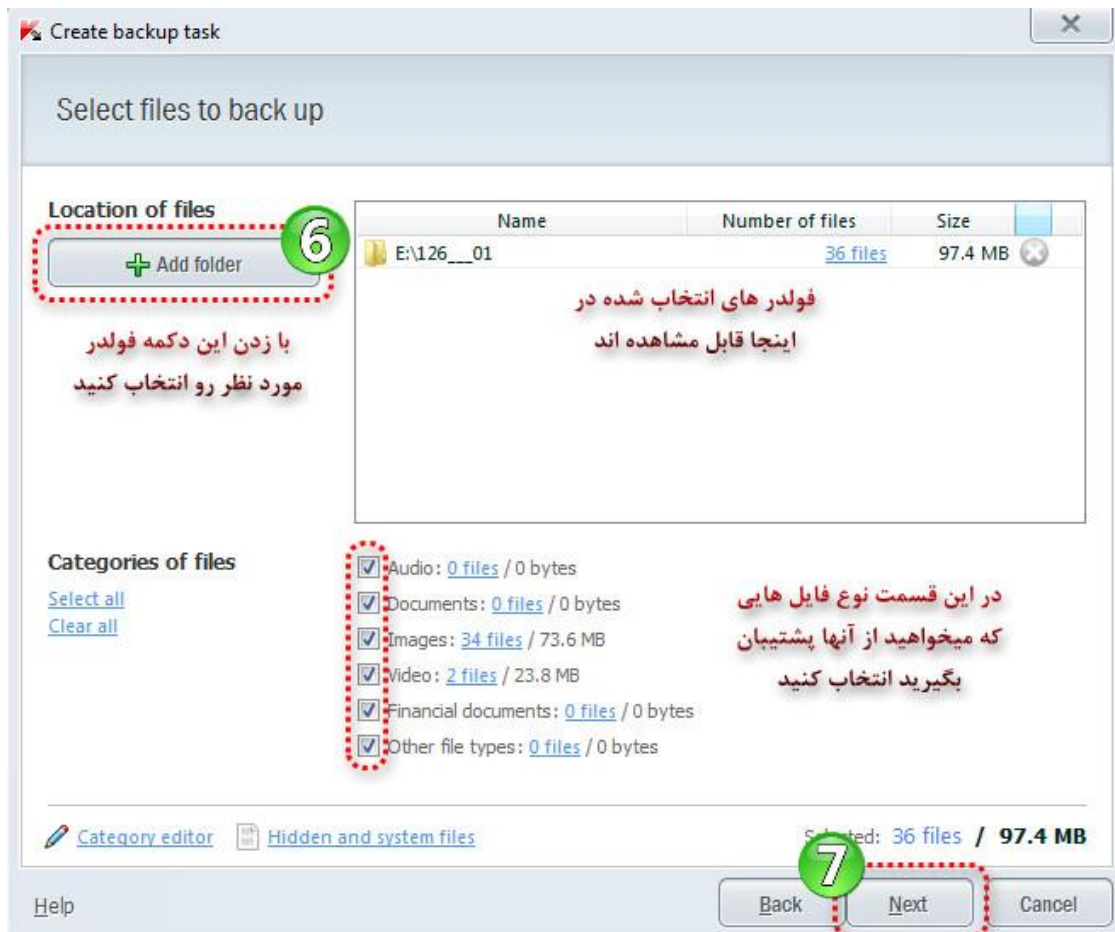 Create backup task
Select files to back up
Location of files
6
Add folder
با زدن این دکمه فولدر
مورد نظر رو انتخاب کنید
Name Number of files Size
E:\126___01 36 files 97.4 MB
فولدر های انتخاب شده در
اینجا قابل مشاهده اند
Categories of files
Select all
Clear all
Audio: 0 files / 0 bytes
Documents: 0 files / 0 bytes
Images: 34 files / 73.6 MB
Video: 2 files / 23.8 MB
Financial documents: 0 files / 0 bytes
Other file types: 0 files / 0 bytes
در این قسمت نوع فایل هایی
که میخواهید از آنها پشتیبان
بگیرید انتخاب کنید
Category editor Hidden and system files Selected: 36 files / 97.4 MB
7
Help Back Next Cancel